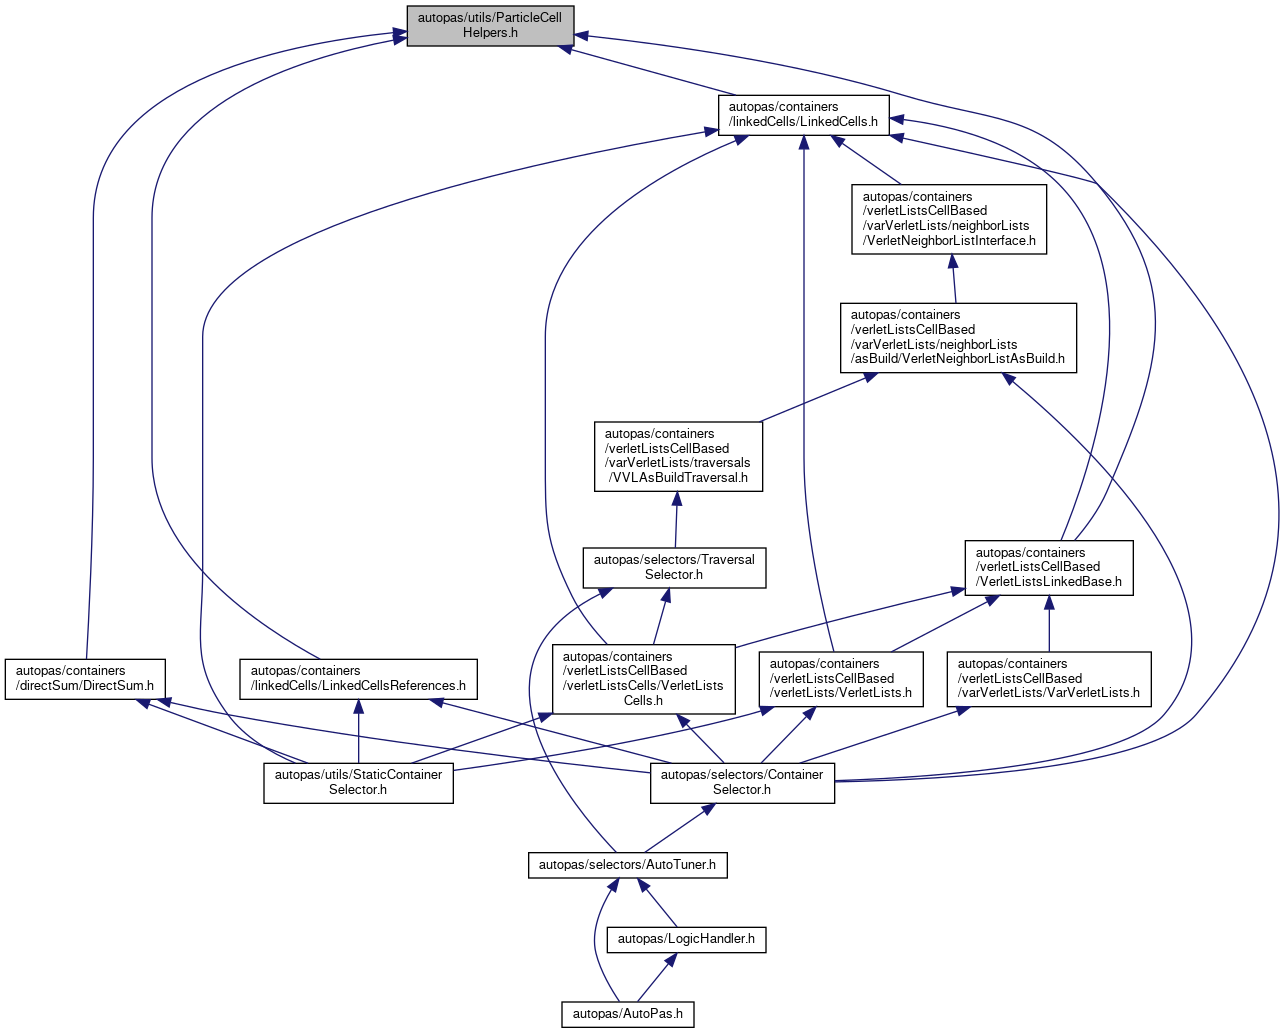 autopas/utils/ParticleCell
Helpers.h
autopas/containers
/linkedCells/LinkedCells.h
autopas/containers
/verletListsCellBased
/varVerletLists/neighborLists
/VerletNeighborListInterface.h
autopas/containers
/verletListsCellBased
/varVerletLists/neighborLists
/asBuild/VerletNeighborListAsBuild.h
autopas/containers
/verletListsCellBased
/varVerletLists/traversals
/VVLAsBuildTraversal.h
autopas/selectors/Traversal
Selector.h
autopas/containers
/verletListsCellBased
/VerletListsLinkedBase.h
autopas/containers
/directSum/DirectSum.h
autopas/containers
/linkedCells/LinkedCellsReferences.h
autopas/containers
/verletListsCellBased
/verletListsCells/VerletLists
Cells.h
autopas/containers
/verletListsCellBased
/verletLists/VerletLists.h
autopas/containers
/verletListsCellBased
/varVerletLists/VarVerletLists.h
autopas/utils/StaticContainer
Selector.h
autopas/selectors/Container
Selector.h
autopas/selectors/AutoTuner.h
autopas/LogicHandler.h
autopas/AutoPas.h